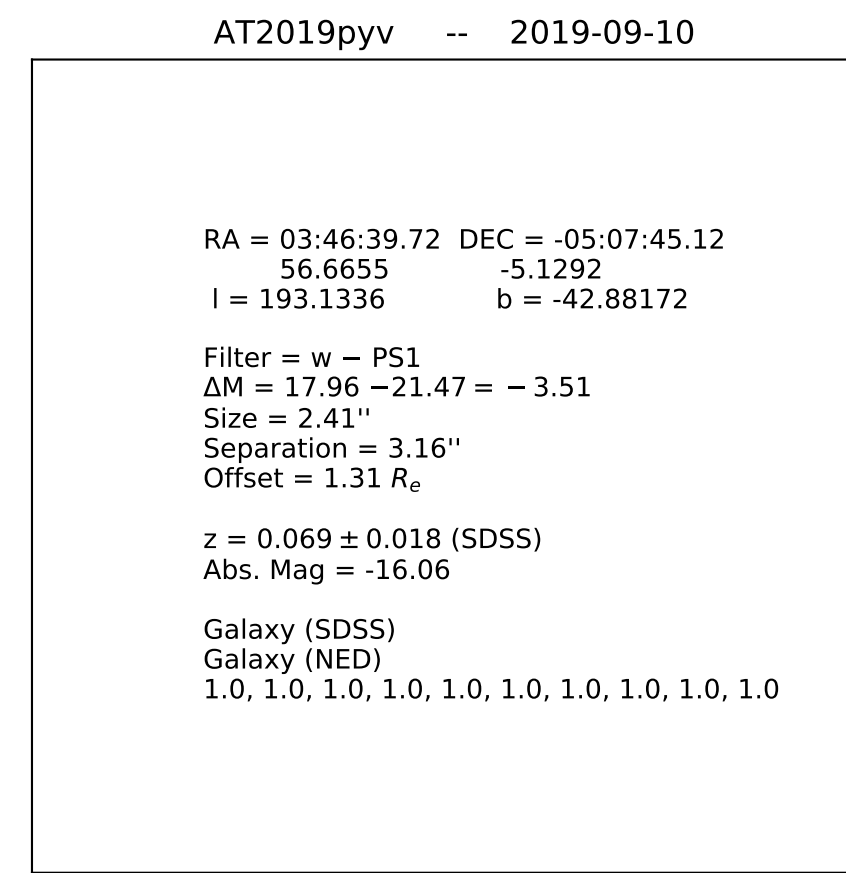 AT2019pyv -- 2019-09-10
RA = 03:46:39.72 DEC = -05:07:45.12
56.6655 -5.1292
l = 193.1336 b = -42.88172
Filter = w − PS1
ΔM = 17.96 −21.47 = − 3.51
Size = 2.41''
Separation = 3.16''
Offset = 1.31 Re
z = 0.069 ± 0.018 (SDSS)
Abs. Mag = -16.06
Galaxy (SDSS)
Galaxy (NED)
1.0, 1.0, 1.0, 1.0, 1.0, 1.0, 1.0, 1.0, 1.0, 1.0